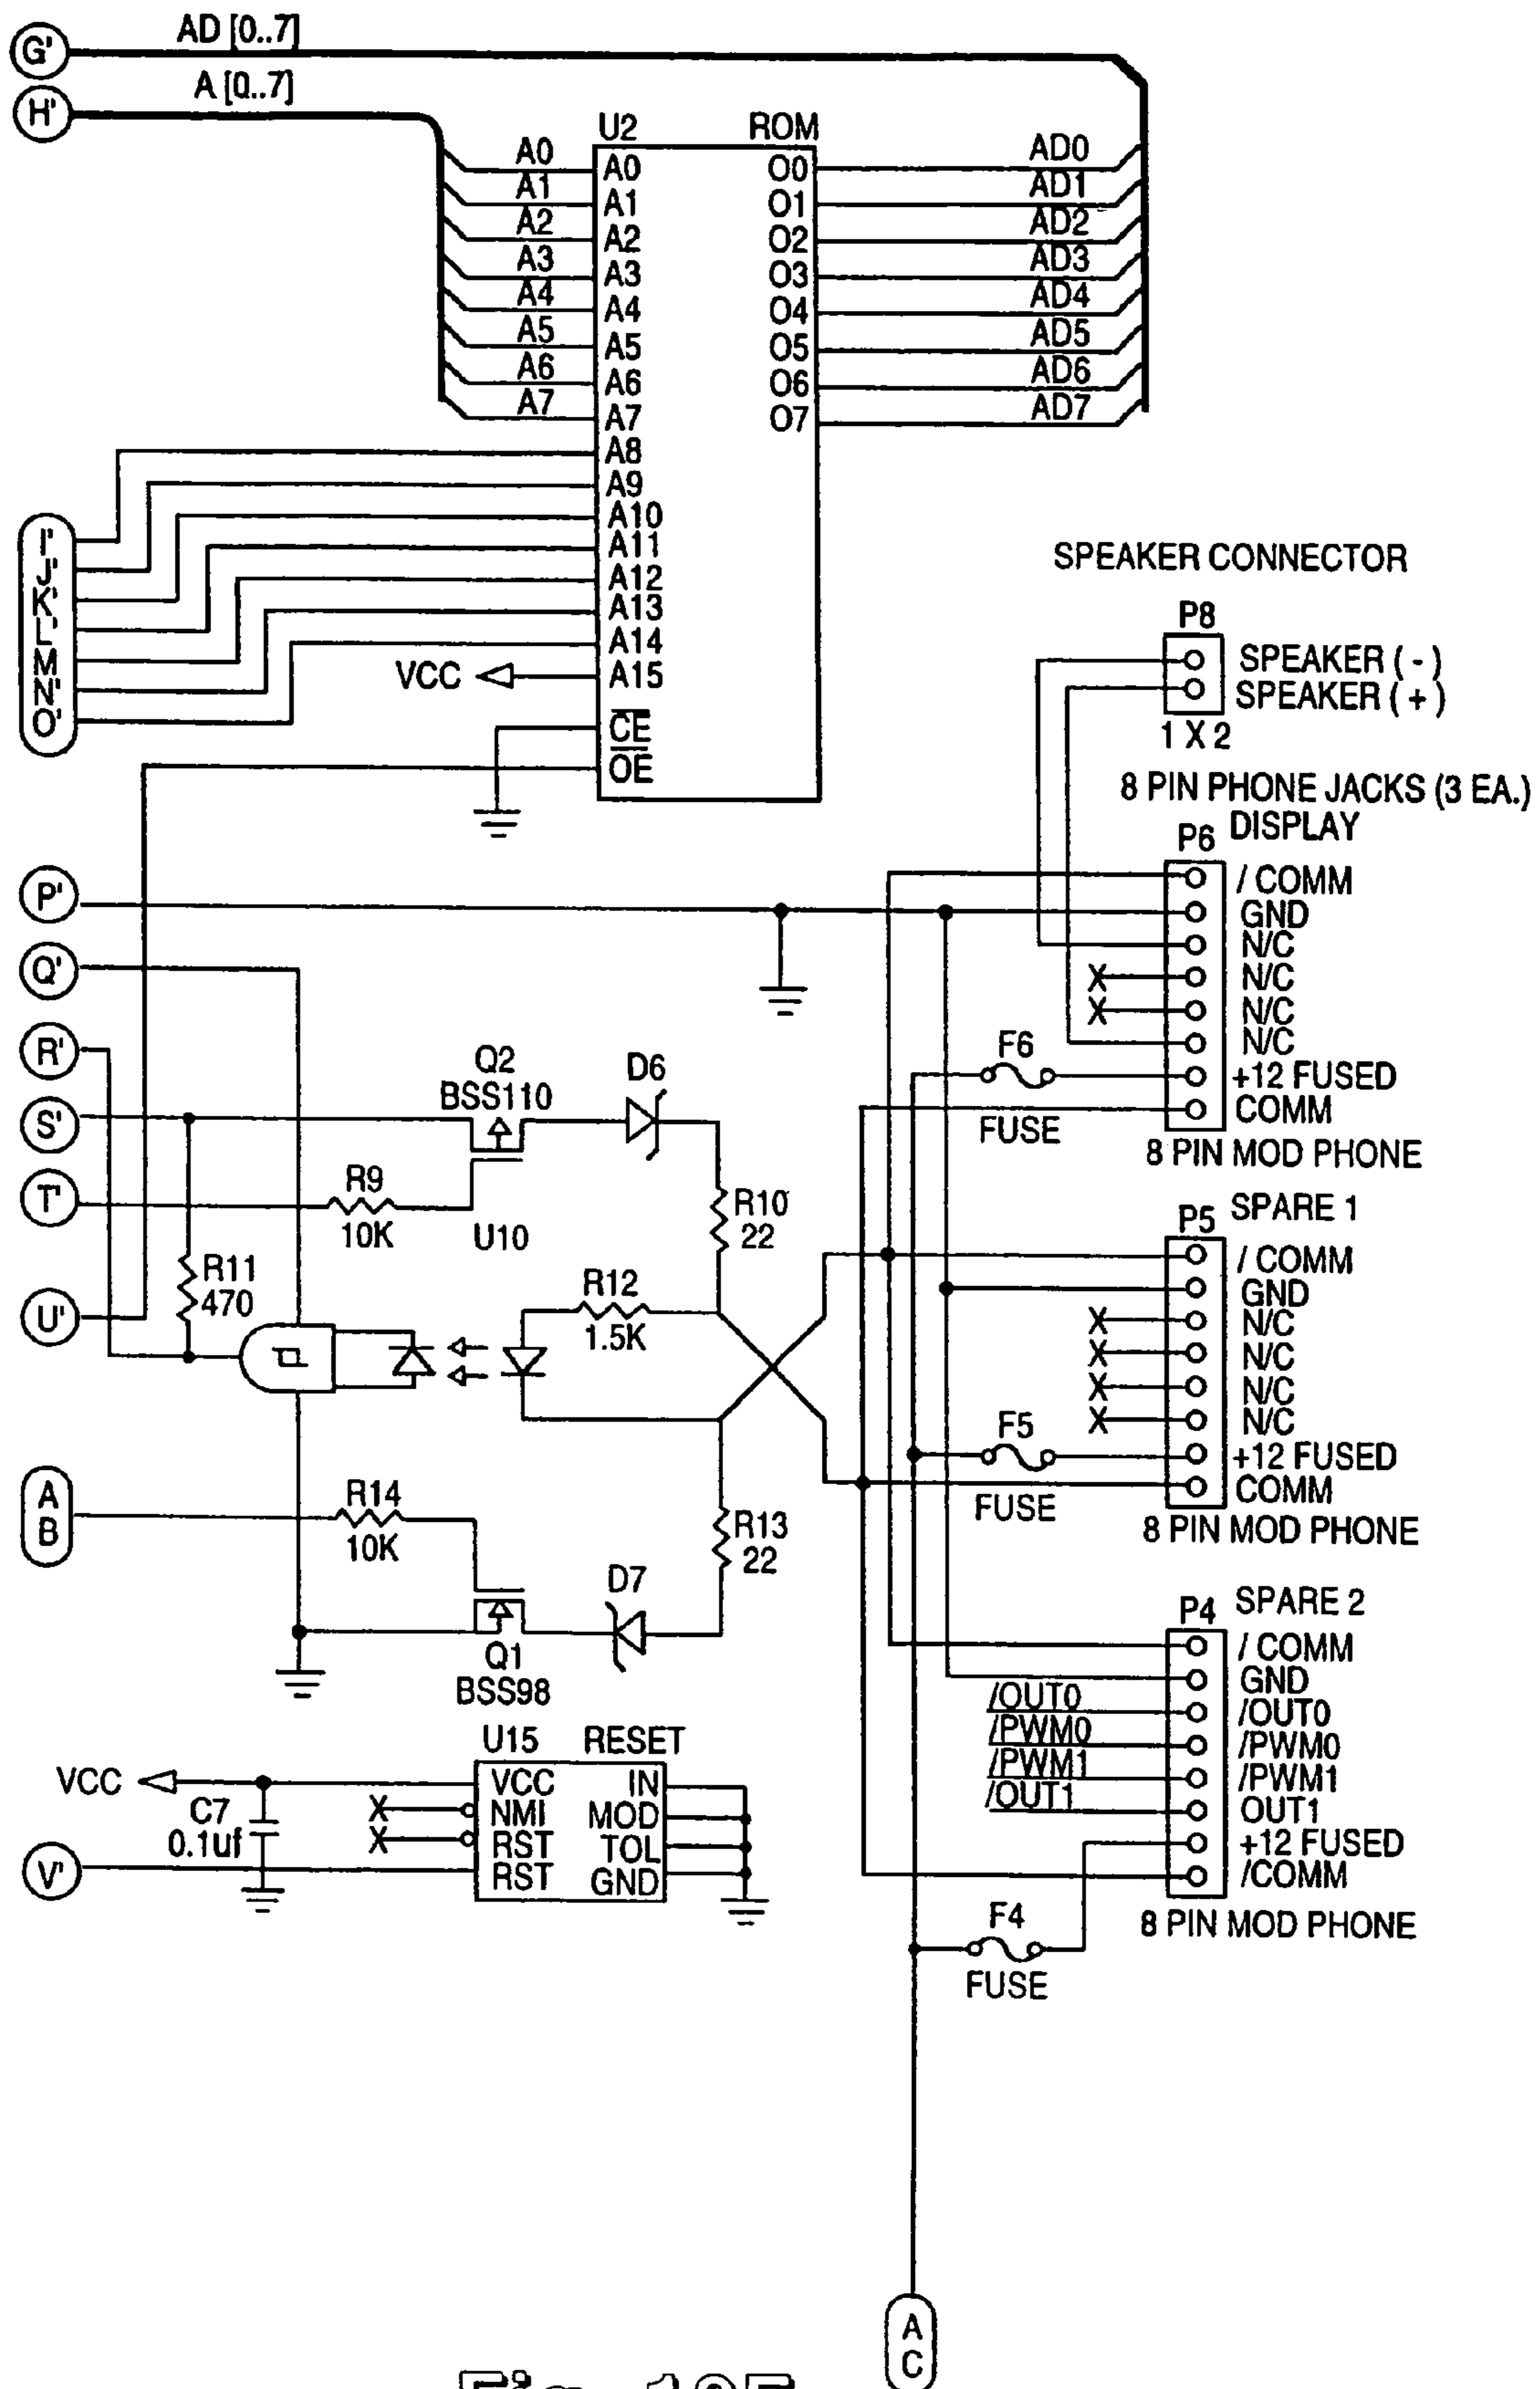 G'
AD [0..7]
H'
A [0..7]
U2 ROM
A0 A0 O0 AD0
A1 A1 O1 AD1
A2 A2 O2 AD2
A3 A3 O3 AD3
A4 A4 O4 AD4
A5 A5 O5 AD5
A6 A6 O6 AD6
A7 A7 O7 AD7
A8
A9
A10
A11
A12
A13
A14
VCC A15
CE
OE
I'
J'
K'
L'
M
N'
O'
SPEAKER CONNECTOR
P8
SPEAKER ( - )
SPEAKER ( + )
1 X 2
8 PIN PHONE JACKS (3 EA.)
P6 DISPLAY
/ COMM
GND
N/C
X N/C
X N/C
N/C
+12 FUSED
COMM
F6
FUSE
8 PIN MOD PHONE
P'
Q'
R'
S'
T'
U'
Q2
BSS110
D6
R9
10K
U10
R10
22
R11
470
R12
1.5K
P5 SPARE 1
/ COMM
GND
X N/C
X N/C
X N/C
X N/C
+12 FUSED
COMM
F5
FUSE
8 PIN MOD PHONE
A
B
R14
10K
R13
22
D7
Q1
BSS98
P4 SPARE 2
/ COMM
GND
/OUT0 /OUT0
/PWM0 /PWM0
/PWM1 /PWM1
/OUT1 OUT1
+12 FUSED
/COMM
F4
FUSE
8 PIN MOD PHONE
U15 RESET
VCC VCC IN
X NMI MOD
X RST TOL
RST GND
C7
0.1uf
V'
A
C